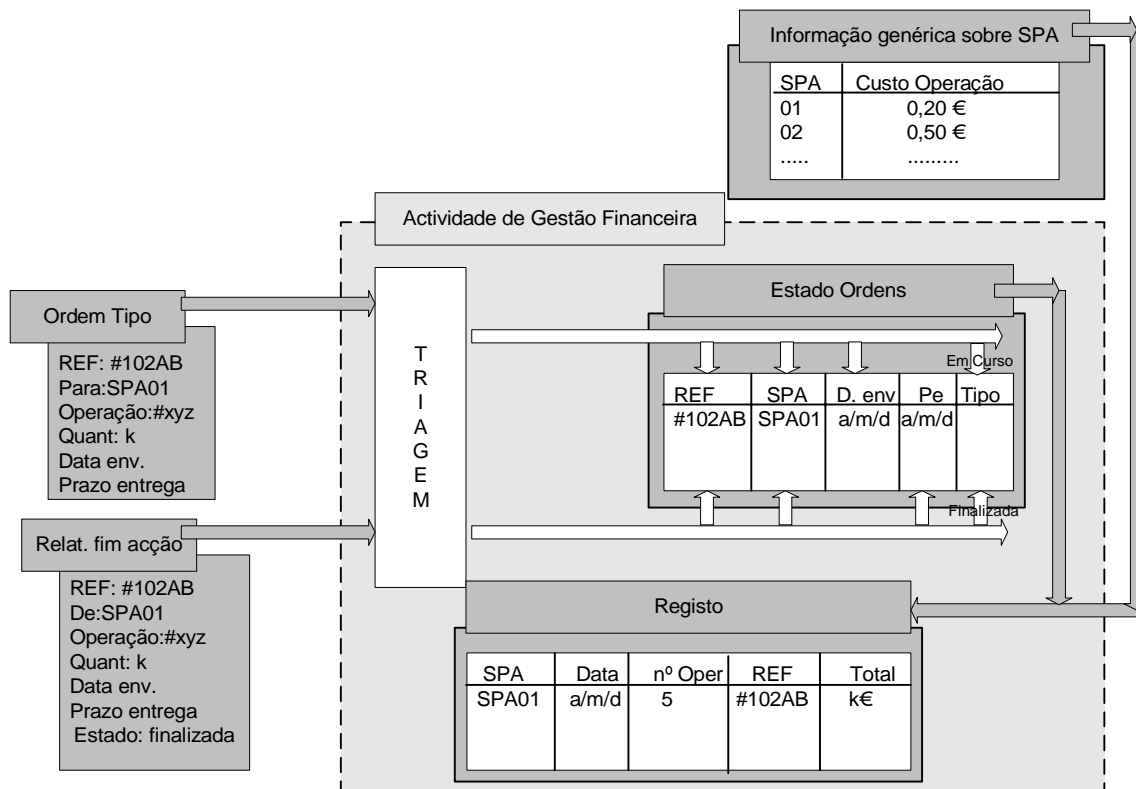 Informação genérica sobre SPA
SPA Custo Operação
01 0,20 €
02 0,50 €
..... .........
Actividade de Gestão Financeira
Ordem Tipo
REF: #102AB
Para:SPA01
Operação:#xyz
Quant: k
Data env.
Prazo entrega
TRIAGEM
Estado Ordens
Em Curso
REF SPA D. env Pe Tipo
#102AB SPA01 a/m/d a/m/d
Finalizada
Relat. fim acção
REF: #102AB
De:SPA01
Operação:#xyz
Quant: k
Data env.
Prazo entrega
Estado: finalizada
Registo
SPA Data nº Oper REF Total
SPA01 a/m/d 5 #102AB k€